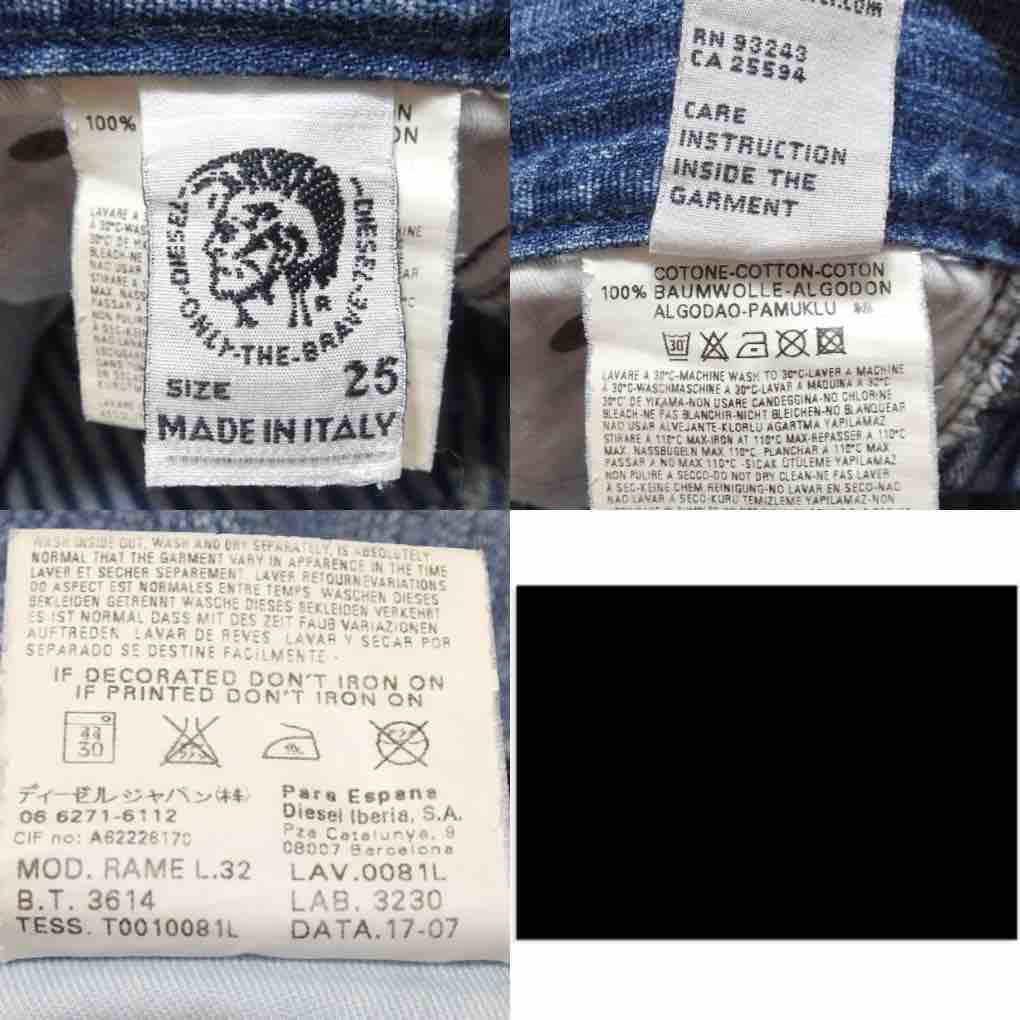 100%
DIESEL
DIESEL
ONLY-THE-BRAVE
R
SIZE 25
MADE IN ITALY
RN 93243
CA 25594
CARE
INSTRUCTION
INSIDE THE
GARMENT
COTONE-COTTON-COTON
100% BAUMWOLLE-ALGODON
ALGODAO-PAMUKLU
30
LAVARE A 30°C-MACHINE WASH TO 30°C-LAVER A MACHINE
A 30°C-WASCHMASCHINE A 30°C-LAVAR A MAQUINA A 30°C
30°C DE YIKAMA-NON USARE CANDEGGINA-NO CHLORINE
BLEACH-NE PAS BLANCHIR-NICHT BLEICHEN-NO BLANQUEAR
NAO USAR ALVEJANTE-KLORLU AGARTMA YAPILAMAZ
STIRARE A 110°C MAX-IRON AT 110°C MAX-REPASSER A 110°C
MAX. NASSBUGELN MAX 110°C, PLANCHAR A 110°C MAX
PASSAR A NO MAX 110°C -SICAK ÜTÜLEME YAPILAMAZ
NON PULIRE A SECCO-DO NOT DRY CLEAN-NE PAS LAVER
A SEC-KEINE CHEM REINIGUNG-NO LAVAR EN SECO-NAO
NAO LAVAR A SECO-KURU TEMIZLEME YAPILAMAZ-NON
WASH INSIDE OUT, WASH AND DRY SEPARATELY, IS ABSOLUTELY
NORMAL THAT THE GARMENT VARY IN APPARENCE IN THE TIME
LAVER ET SECHER SEPAREMENT. LAVER RETOURNEVARIATIONS
DO ASPECT EST NORMALES ENTRE TEMPS. WASCHEN DIESES
BEKLEIDEN GETRENNT WASCHE DIESES BEKLEIDEN VERKEHRT
ES IST NORMAL DASS MIT DES ZEIT FAUB VARIAZIONEN
AUFTREDEN. LAVAR DE REVES. LAVAR Y SECAR POR
SEPARADO SE DESTINE FACILMENTE -
IF DECORATED DON'T IRON ON
IF PRINTED DON'T IRON ON
30
ディーゼル ジャパン(株)
06 6271-6112
CIF no: A62226170
Para Espana
Diesel Iberia, S.A.
Pza Catalunya, 9
08007 Barcelona
MOD. RAME L.32 LAV.0081L
B.T. 3614 LAB. 3230
TESS. T0010081L DATA.17-07